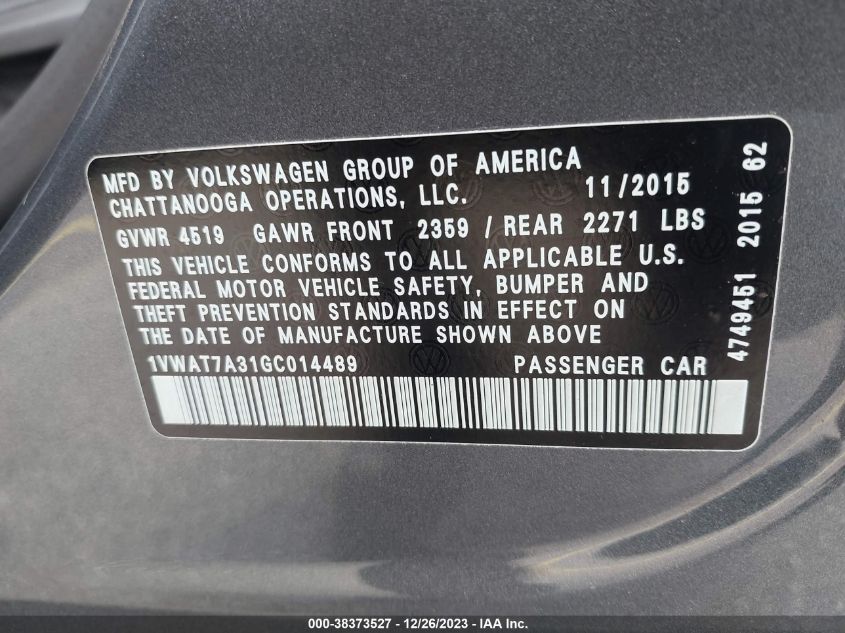 MFD BY VOLKSWAGEN GROUP OF AMERICA
CHATTANOOGA OPERATIONS, LLC. 11/2015
GVWR 4519 GAWR FRONT 2359 / REAR 2271 LBS
THIS VEHICLE CONFORMS TO ALL APPLICABLE U.S.
FEDERAL MOTOR VEHICLE SAFETY, BUMPER AND
THEFT PREVENTION STANDARDS IN EFFECT ON
THE DATE OF MANUFACTURE SHOWN ABOVE
1VWAT7A31GC014489 PASSENGER CAR
4749451 2015 62
000-38373527 - 12/26/2023 - IAA Inc.